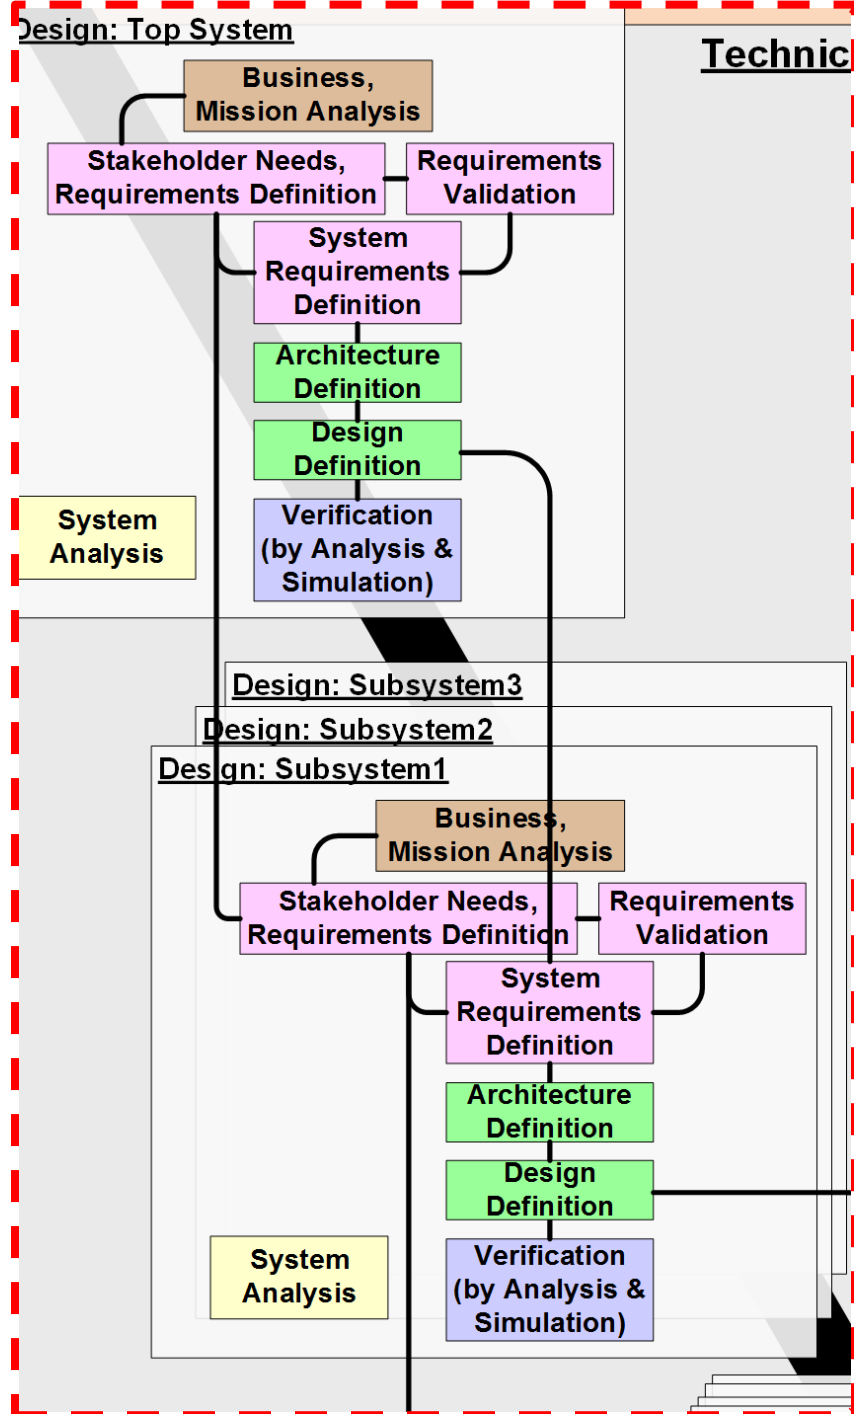 Design: Top System
Technic
Business,
Mission Analysis
Stakeholder Needs,
Requirements Definition
Requirements
Validation
System
Requirements
Definition
Architecture
Definition
Design
Definition
System
Analysis
Verification
(by Analysis &
Simulation)
Design: Subsystem3
Design: Subsystem2
Design: Subsystem1
Business,
Mission Analysis
Stakeholder Needs,
Requirements Definition
Requirements
Validation
System
Requirements
Definition
Architecture
Definition
Design
Definition
System
Analysis
Verification
(by Analysis &
Simulation)